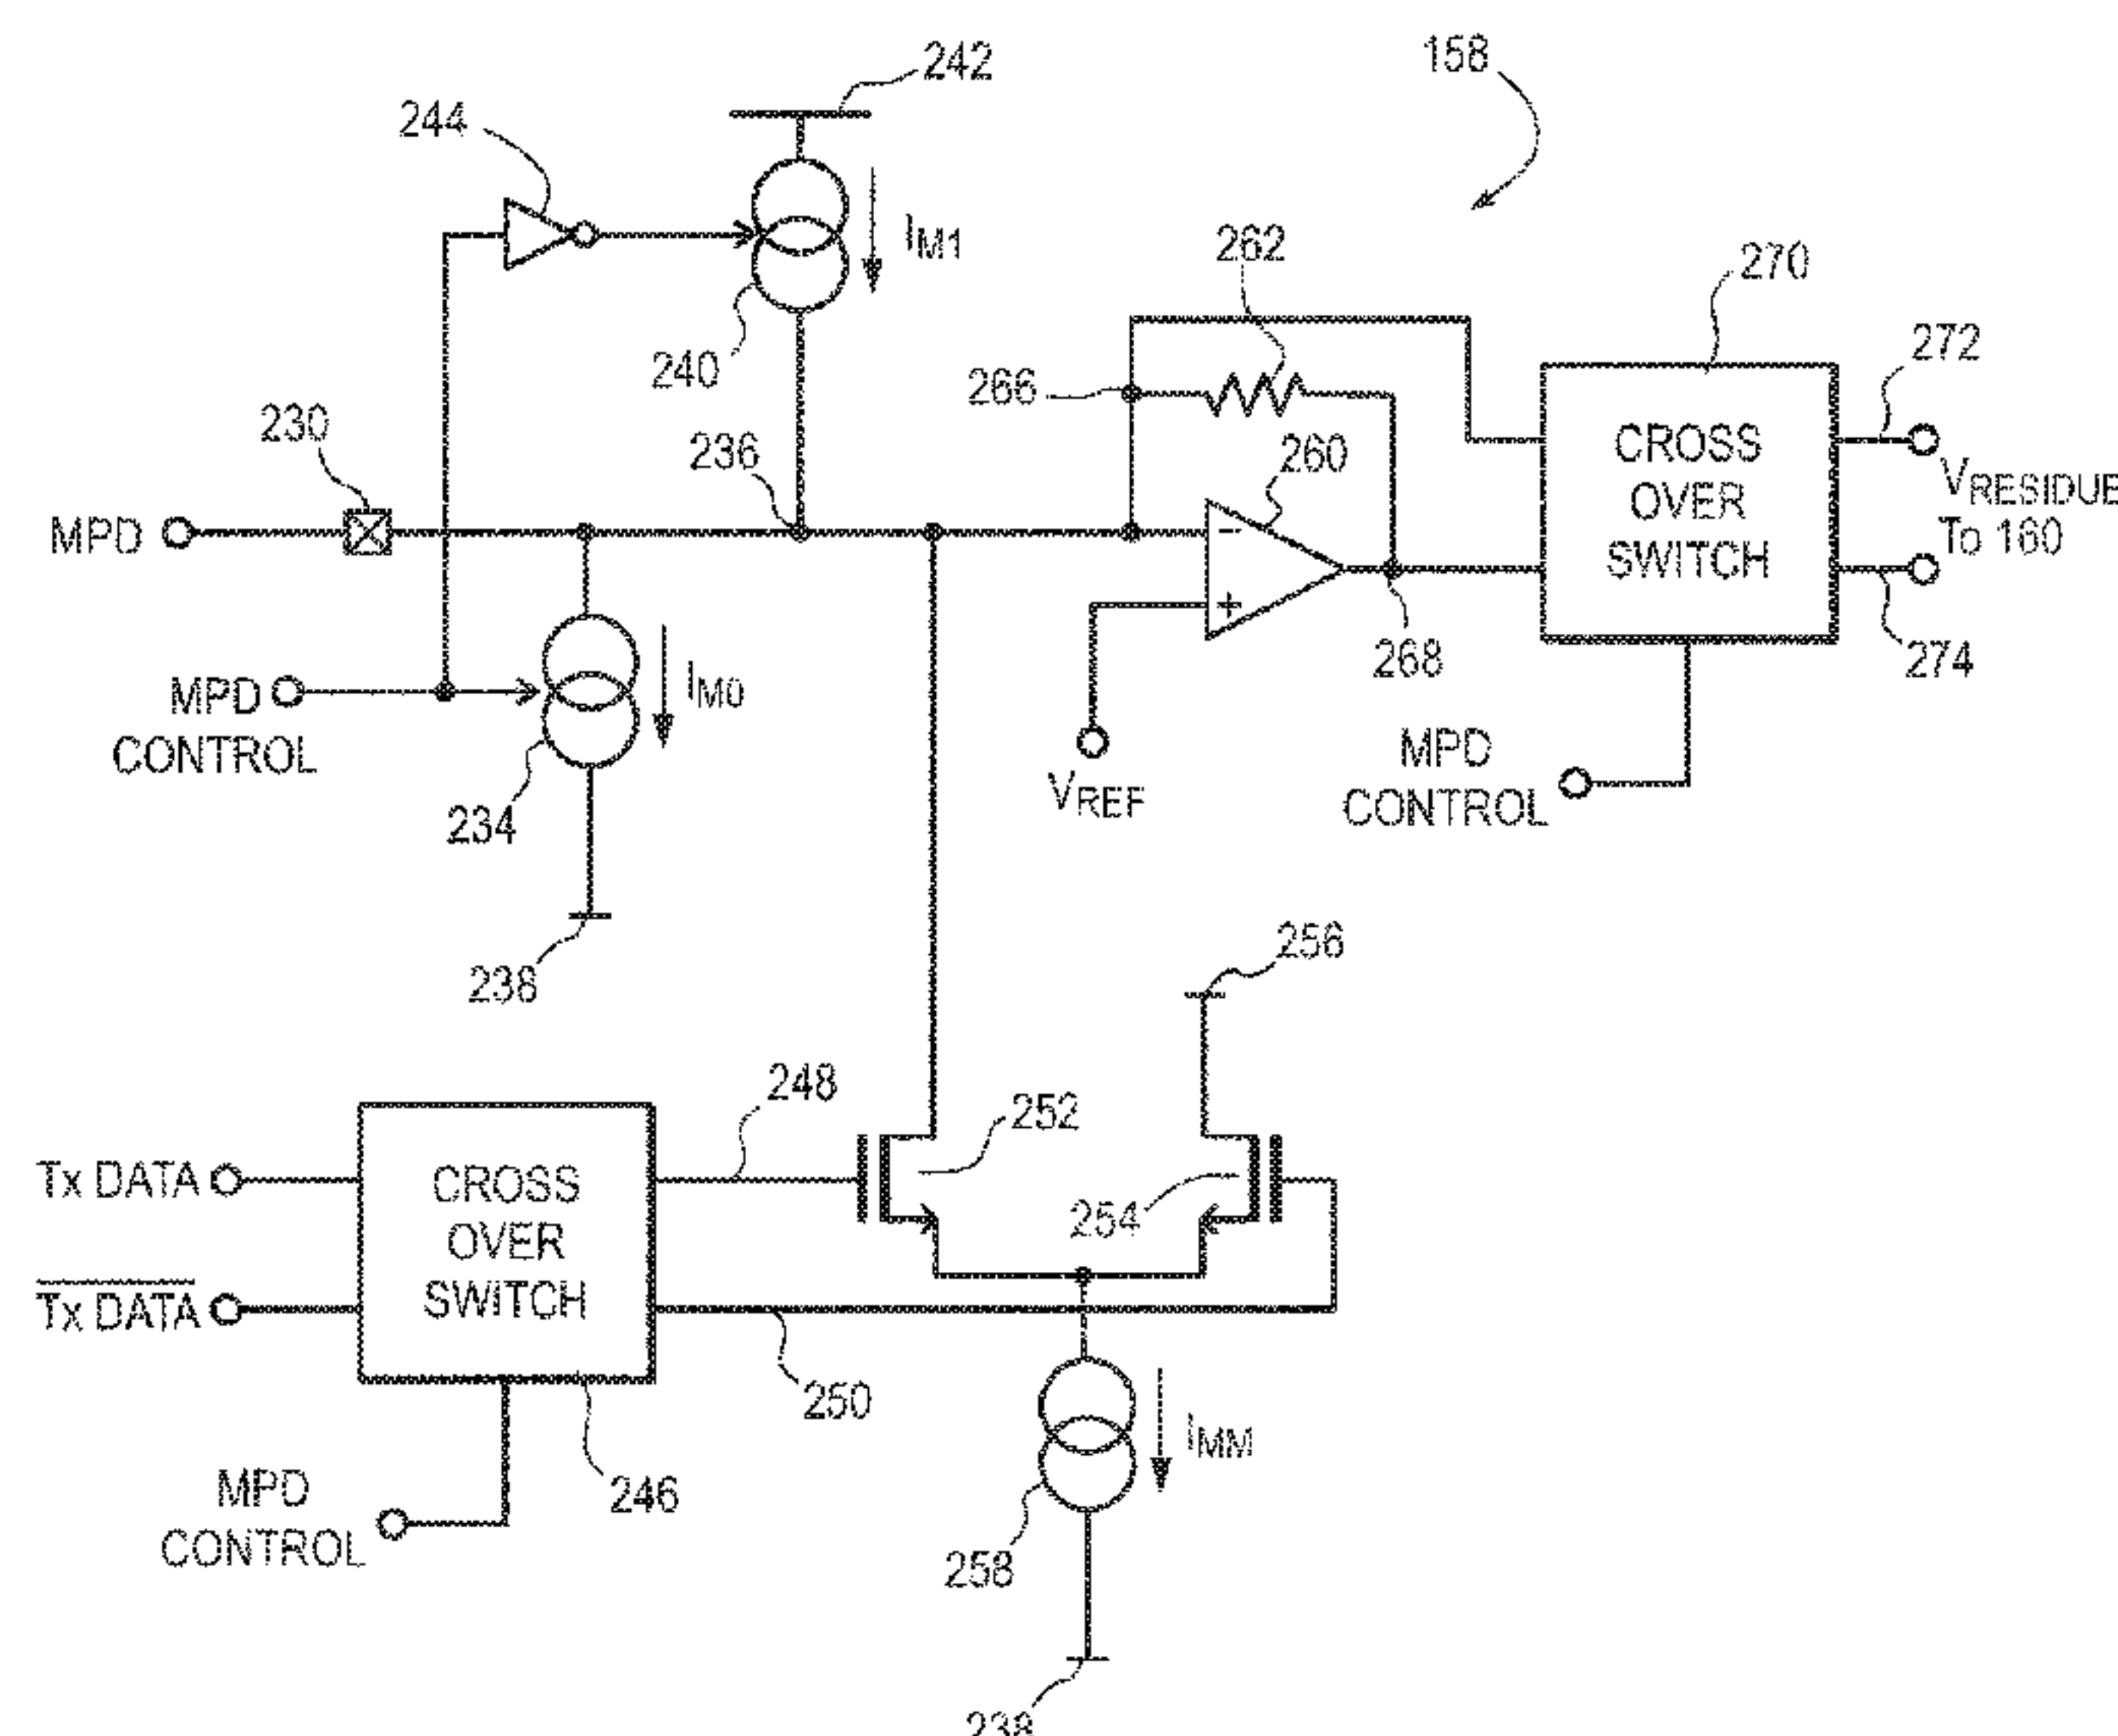 242
158
244
IM1
262
270
240
272
230
236
266
260
CROSS
OVER
SWITCH
VRESIDUE
To 160
MPD
MPD
CONTROL
IM0
268
274
234
VREF
MPD
CONTROL
238
256
248
252
Tx DATA
CROSS
OVER
SWITCH
254
Tx DATA
250
IMM
MPD
CONTROL
246
258
238